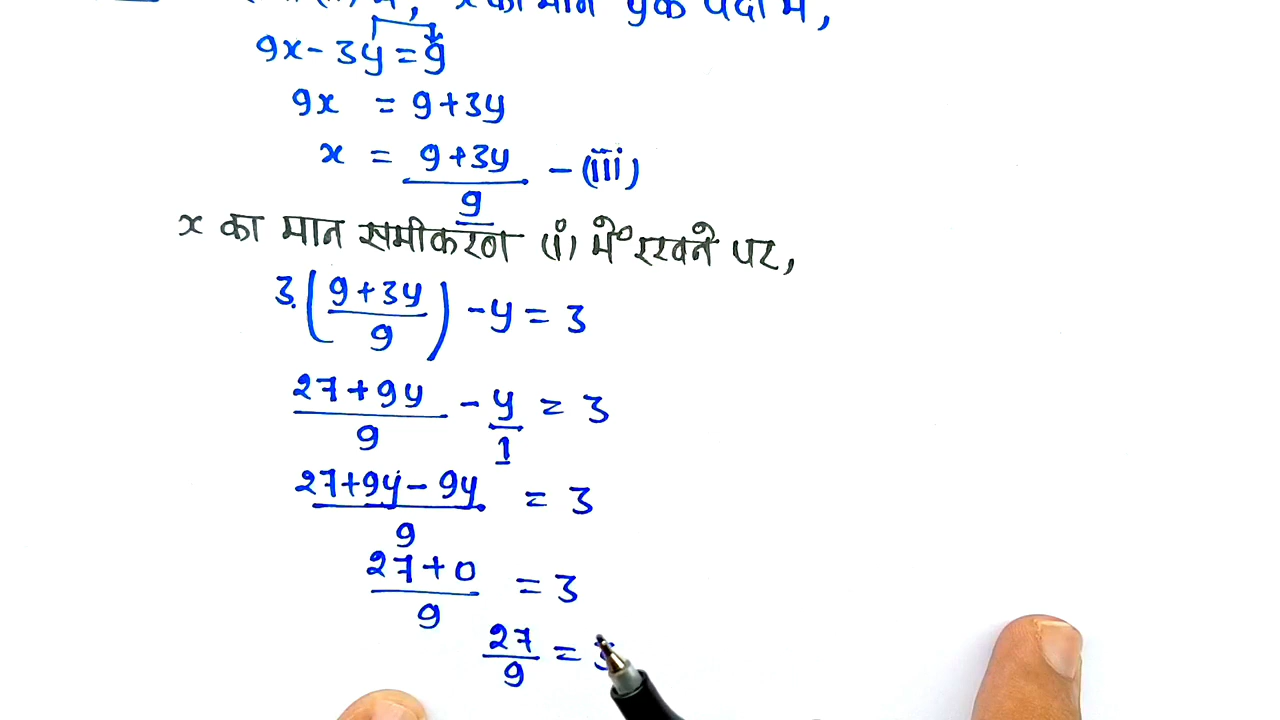 x का मान y के पदों में,
9x - 3y = 9
9x = 9 + 3y
x = 9 + 3y / 9 - (iii)
x का मान समीकरण (i) में रखने पर,
3.(9 + 3y / 9) - y = 3
27 + 9y / 9 - y / 1 = 3
27 + 9y - 9y / 9 = 3
27 + 0 / 9 = 3
27 / 9 = 3